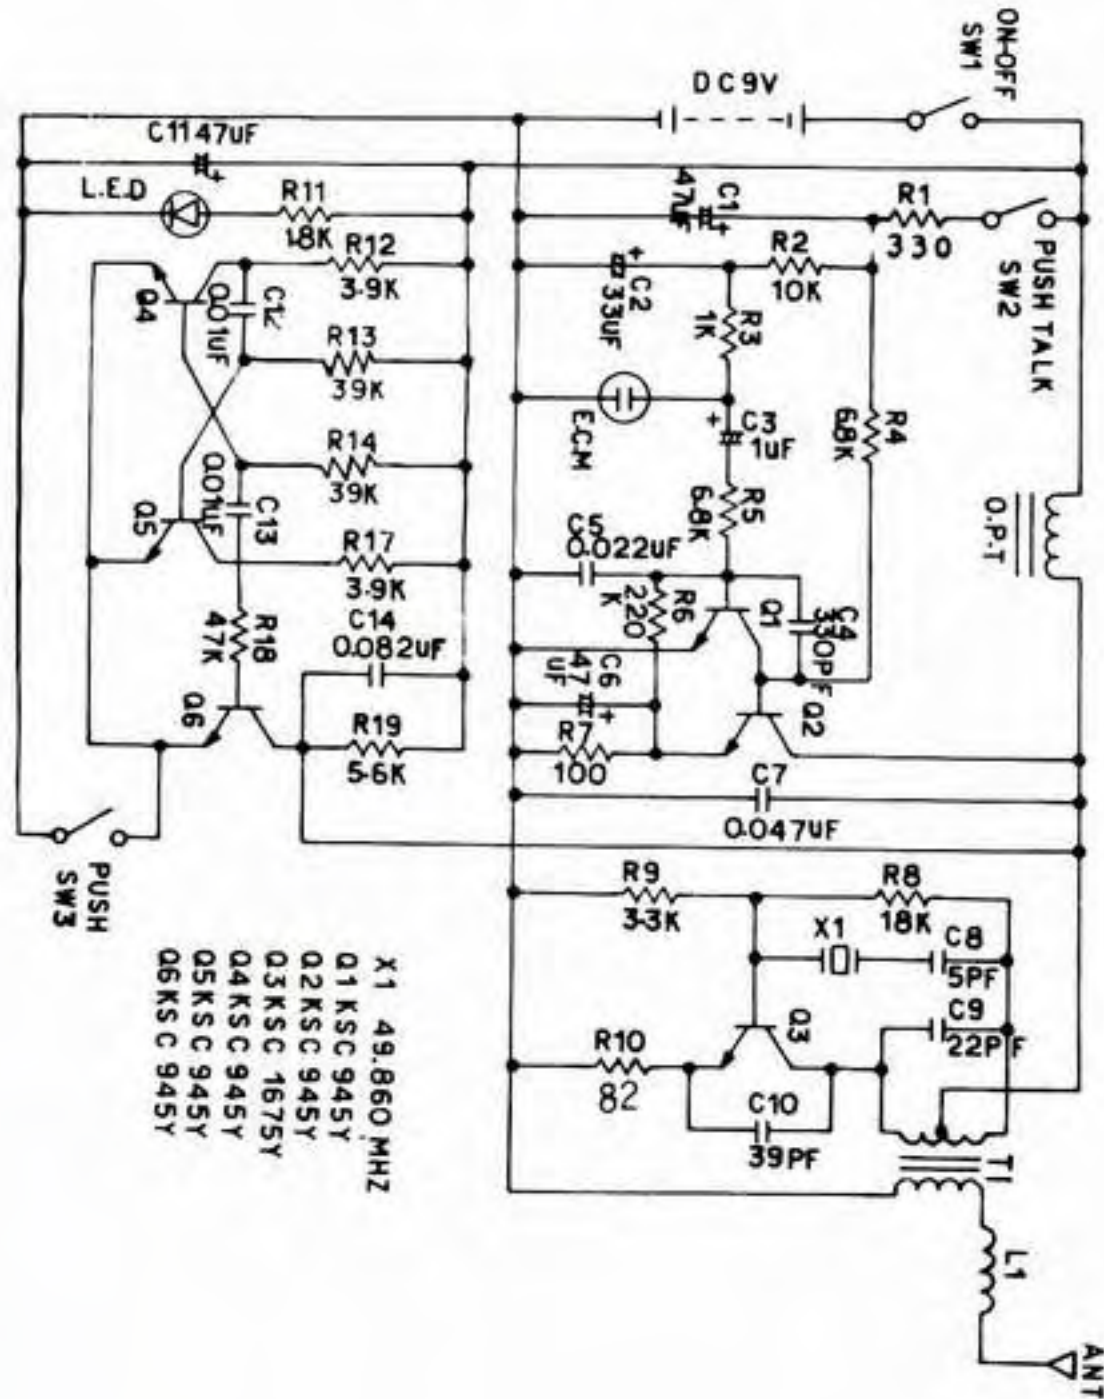 ON-OFF
SW1
DC9V
C11 47uF
L.E.D
R11
1.8K
C1
47uF
R1
330
PUSH TALK
SW2
R12
3.9K
Q4
C12
0.01uF
C2
33uF
R2
10K
R3
1K
R13
39K
E.C.M
C3
1uF
R4
68K
R14
39K
R5
6.8K
O.P.T
Q5
C13
0.01uF
R17
3.9K
C5
0.022uF
R6
220
K
Q1
C4
330PF
C14
0.082uF
R18
47K
C6
47
uF
Q2
Q6
R19
5.6K
R7
100
C7
0.047uF
PUSH
SW3
R9
3.3K
R8
18K
X1
C8
5PF
C9
22PF
Q3
R10
82
C10
39PF
T1
L1
ANT
X1 49.860 MHZ
Q1 KSC 945Y
Q2 KSC 945Y
Q3 KSC 1675Y
Q4 KSC 945Y
Q5 KSC 945Y
Q6 KSC 945Y